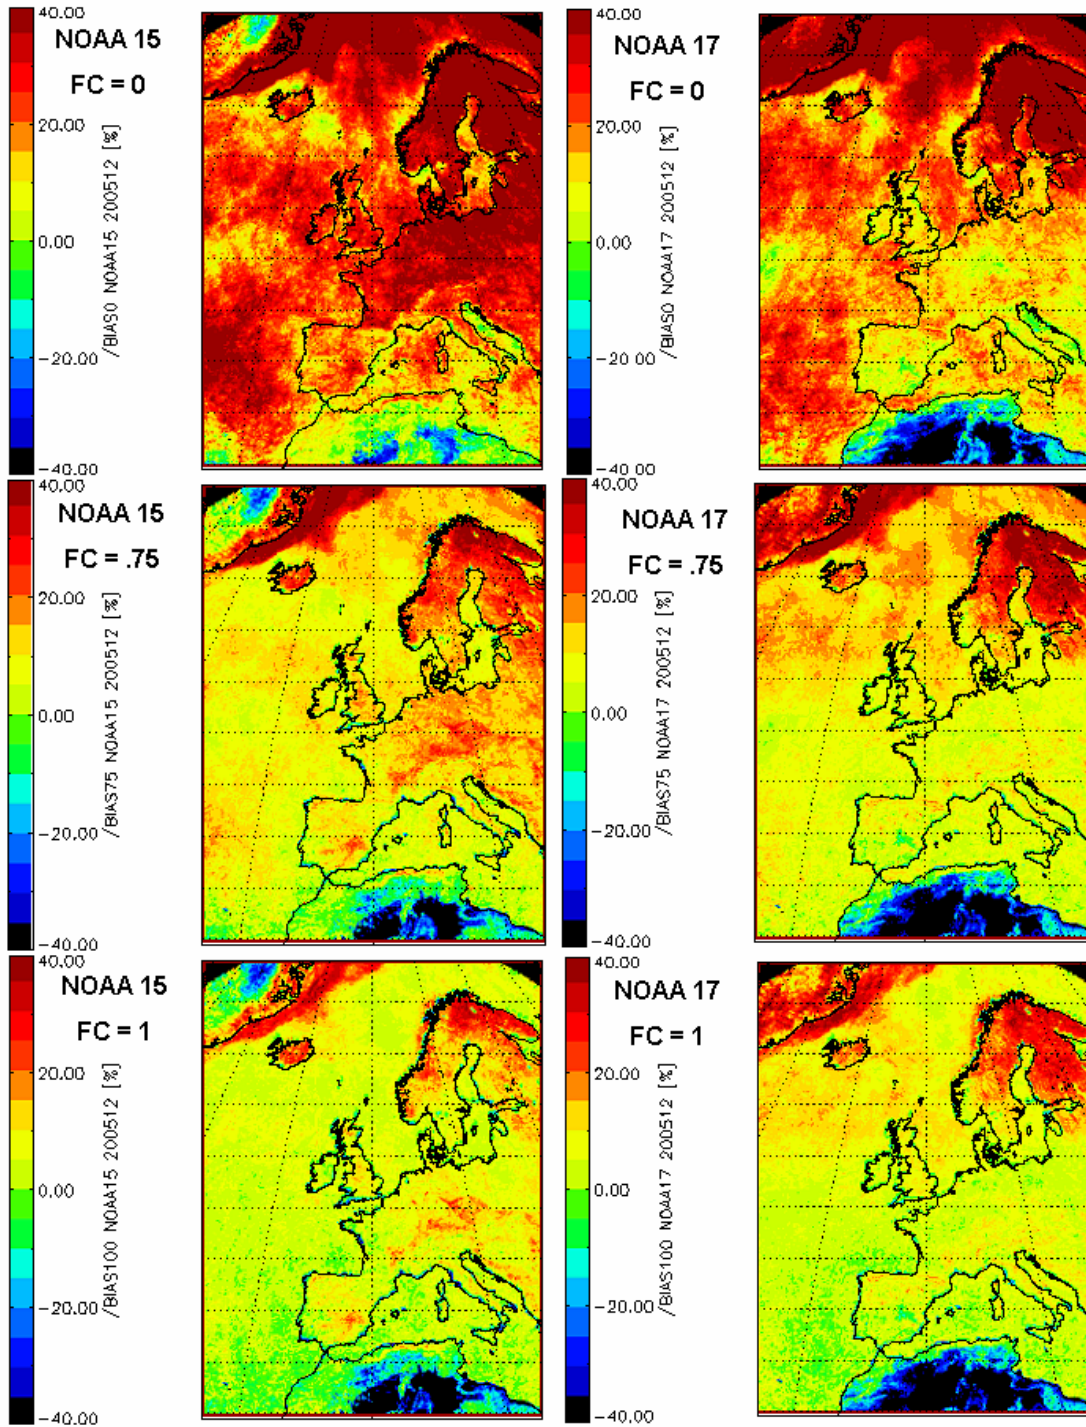 40.00
NOAA 15
FC = 0
20.00
0.00
-20.00
-40.00
/BIAS0 NOAA15 200512 [%]
40.00
NOAA 17
FC = 0
20.00
0.00
-20.00
-40.00
/BIAS0 NOAA17 200512 [%]
40.00
NOAA 15
FC = .75
20.00
0.00
-20.00
-40.00
/BIAS75 NOAA15 200512 [%]
40.00
NOAA 17
FC = .75
20.00
0.00
-20.00
-40.00
/BIAS75 NOAA17 200512 [%]
40.00
NOAA 15
FC = 1
20.00
0.00
-20.00
-40.00
/BIAS100 NOAA15 200512 [%]
40.00
NOAA 17
FC = 1
20.00
0.00
-20.00
-40.00
/BIAS100 NOAA17 200512 [%]